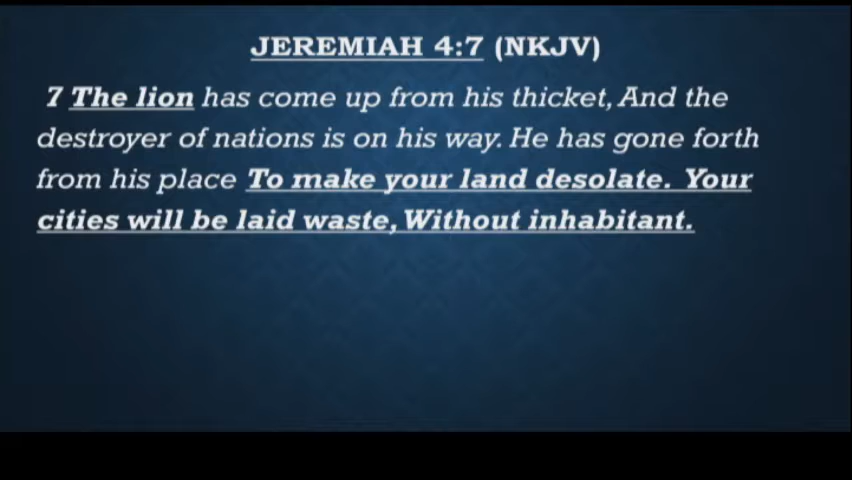 JEREMIAH 4:7 (NKJV)
7 The lion has come up from his thicket, And the
destroyer of nations is on his way. He has gone forth
from his place To make your land desolate. Your
cities will be laid waste, Without inhabitant.